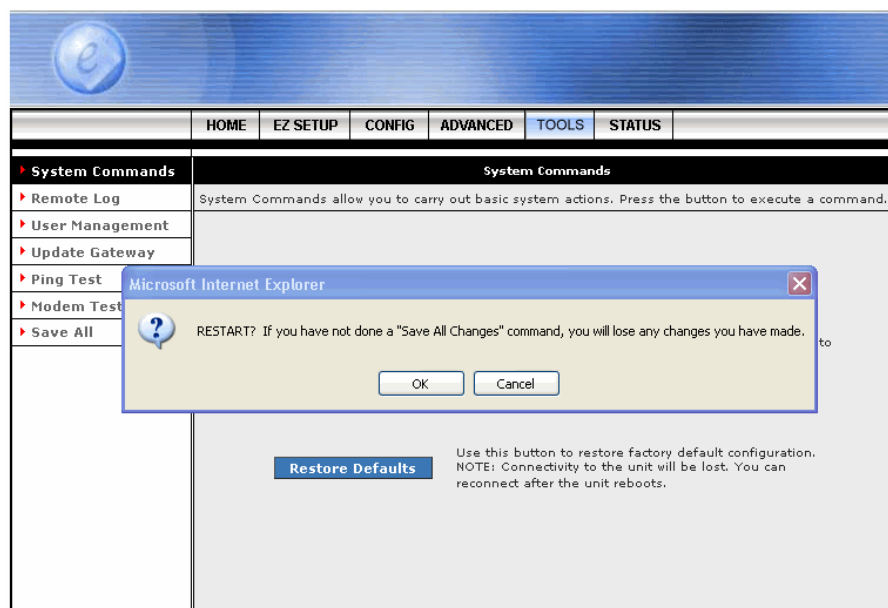 e
HOME EZ SETUP CONFIG ADVANCED TOOLS STATUS
System Commands
Remote Log
User Management
Update Gateway
Ping Test
Modem Test
Save All
System Commands
System Commands allow you to carry out basic system actions. Press the button to execute a command.
Microsoft Internet Explorer
RESTART? If you have not done a "Save All Changes" command, you will lose any changes you have made.
OK Cancel
to
Restore Defaults
Use this button to restore factory default configuration.
NOTE: Connectivity to the unit will be lost. You can
reconnect after the unit reboots.